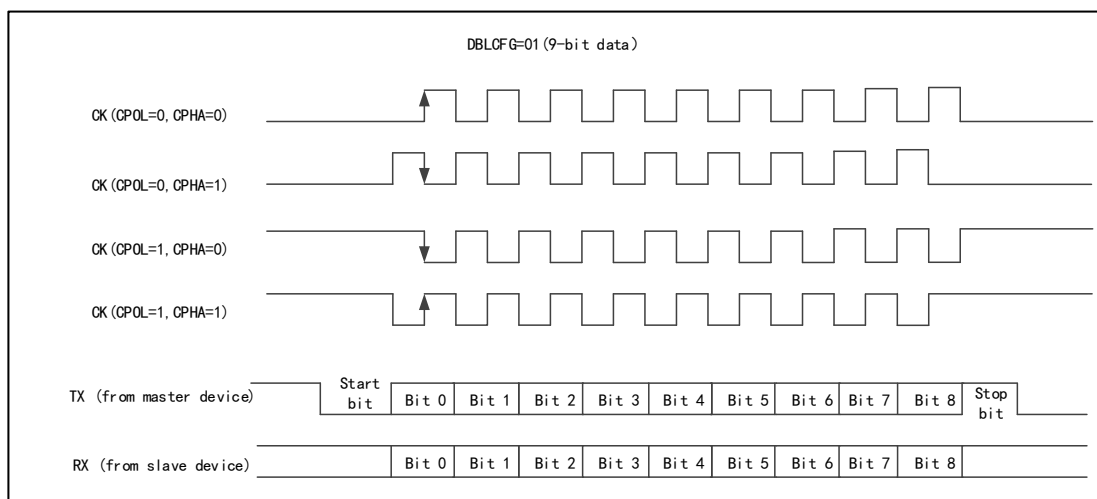 DBLCFG=01(9-bit data)
CK(CPOL=0,CPHA=0)
CK(CPOL=0,CPHA=1)
CK(CPOL=1,CPHA=0)
CK(CPOL=1,CPHA=1)
TX (from master device) Start bit Bit 0 Bit 1 Bit 2 Bit 3 Bit 4 Bit 5 Bit 6 Bit 7 Bit 8 Stop bit
RX (from slave device) Bit 0 Bit 1 Bit 2 Bit 3 Bit 4 Bit 5 Bit 6 Bit 7 Bit 8